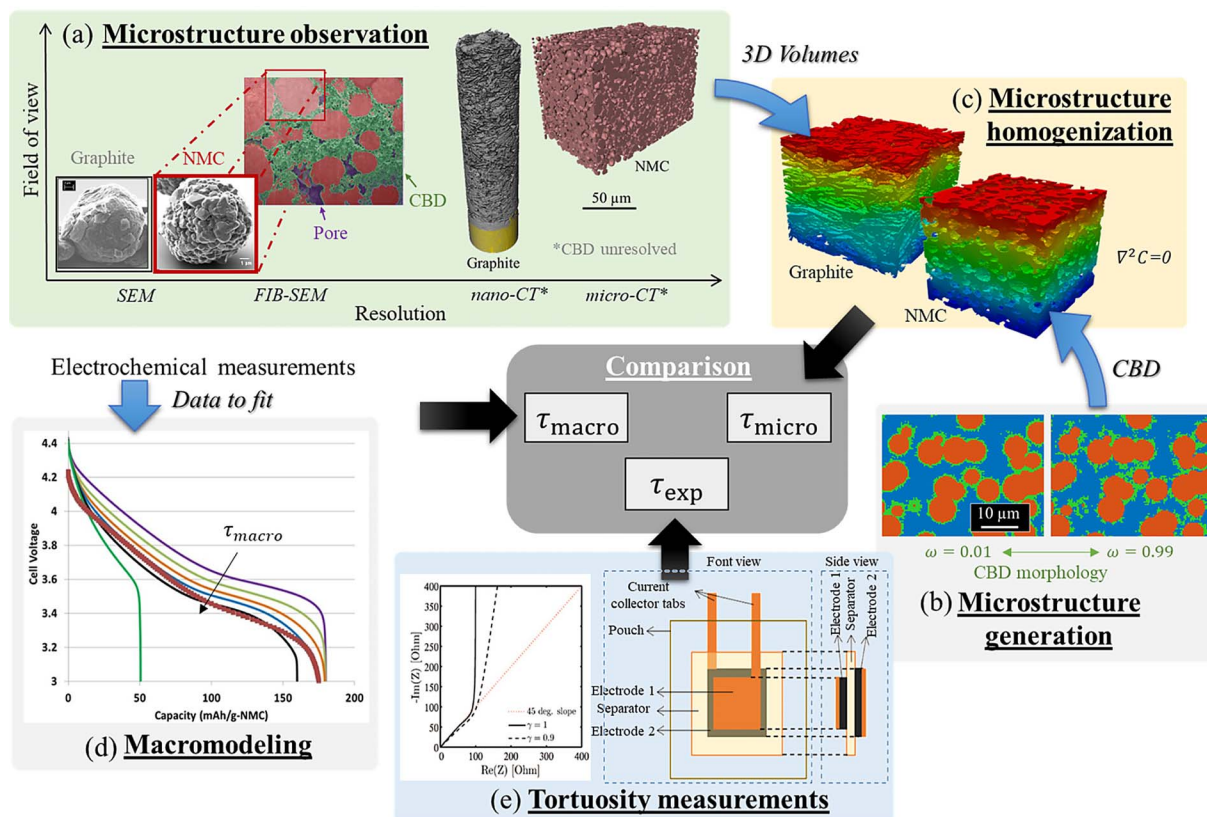 (a) Microstructure observation
Field of view
Graphite
NMC
CBD
Pore
Graphite
NMC
50 µm
*CBD unresolved
SEM
FIB-SEM
nano-CT*
micro-CT*
Resolution
3D Volumes
(c) Microstructure
homogenization
Graphite
NMC
∇²C=0
CBD
Electrochemical measurements
Data to fit
Comparison
τmacro
τmicro
τexp
4.4
4.2
4
3.8
3.6
3.4
3.2
3
Cell Voltage
τmacro
0
50
100
150
200
Capacity (mAh/g-NMC)
(d) Macromodeling
10 µm
ω = 0.01
ω = 0.99
CBD morphology
(b) Microstructure
generation
-Im(Z) [Ohm]
400
350
300
250
200
150
100
50
0
45 deg. slope
γ = 1
γ = 0.9
0
100
200
300
400
Re(Z) [Ohm]
Font view
Side view
Current
collector tabs
Pouch
Electrode 1
Separator
Electrode 2
Electrode 1
Separator
Electrode 2
(e) Tortuosity measurements